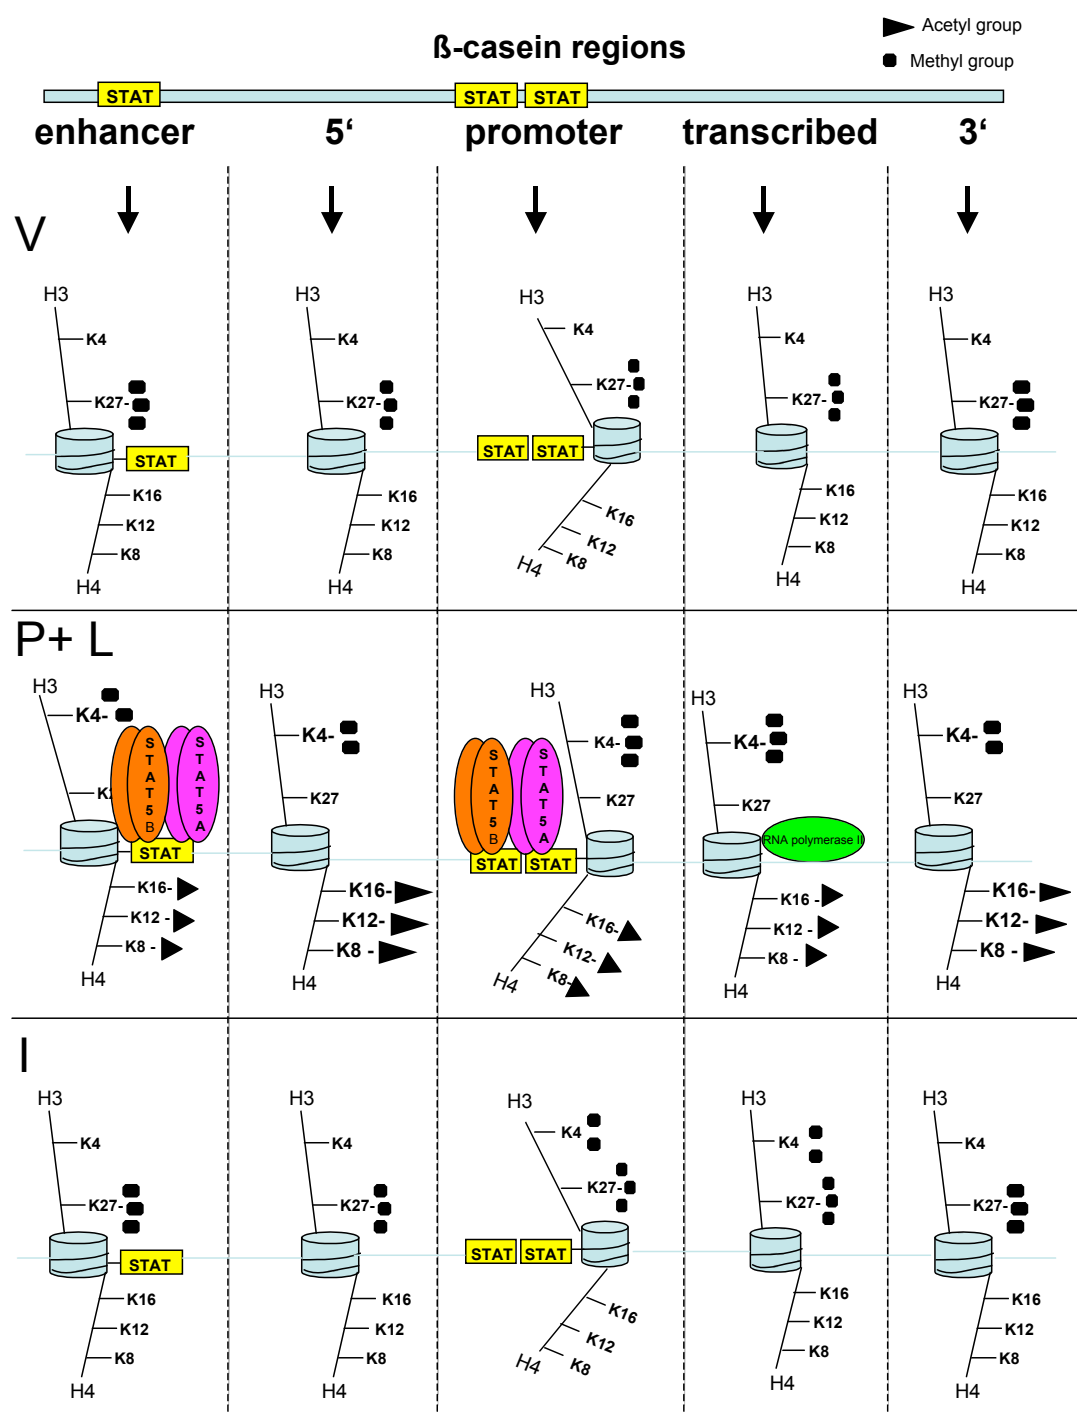 Acetyl group
ß-casein regions
Methyl group
STAT STAT STAT
enhancer 5‘ promoter transcribed 3‘
V
H3 H3 H3 H3 H3
K4 K4 K4 K4 K4
K27- K27- K27- K27- K27-
STAT STAT STAT
K16 K16 K16 K16 K16
K12 K12 K12 K12 K12
K8 K8 K8 K8 K8
H4 H4 H4 H4 H4
P+ L
H3 H3 H3 H3 H3
K4- K4- K4- K4- K4-
STAT5B STAT5A STAT5B STAT5A
K2 K27 K27 K27 K27
RNA polymerase II
STAT STAT STAT
K16- K16- K16- K16 - K16-
K12 - K12- K12- K12 - K12-
K8 - K8 - K8- K8 - K8 -
H4 H4 H4 H4 H4
I
H3 H3 H3 H3 H3
K4 K4 K4 K4 K4
K27- K27- K27- K27- K27-
STAT STAT STAT
K16 K16 K16 K16 K16
K12 K12 K12 K12 K12
K8 K8 K8 K8 K8
H4 H4 H4 H4 H4